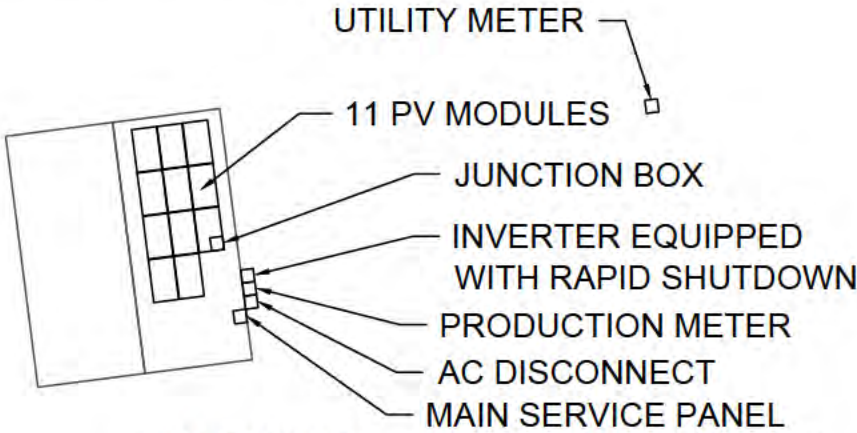 UTILITY METER
11 PV MODULES
JUNCTION BOX
INVERTER EQUIPPED
WITH RAPID SHUTDOWN
PRODUCTION METER
AC DISCONNECT
MAIN SERVICE PANEL